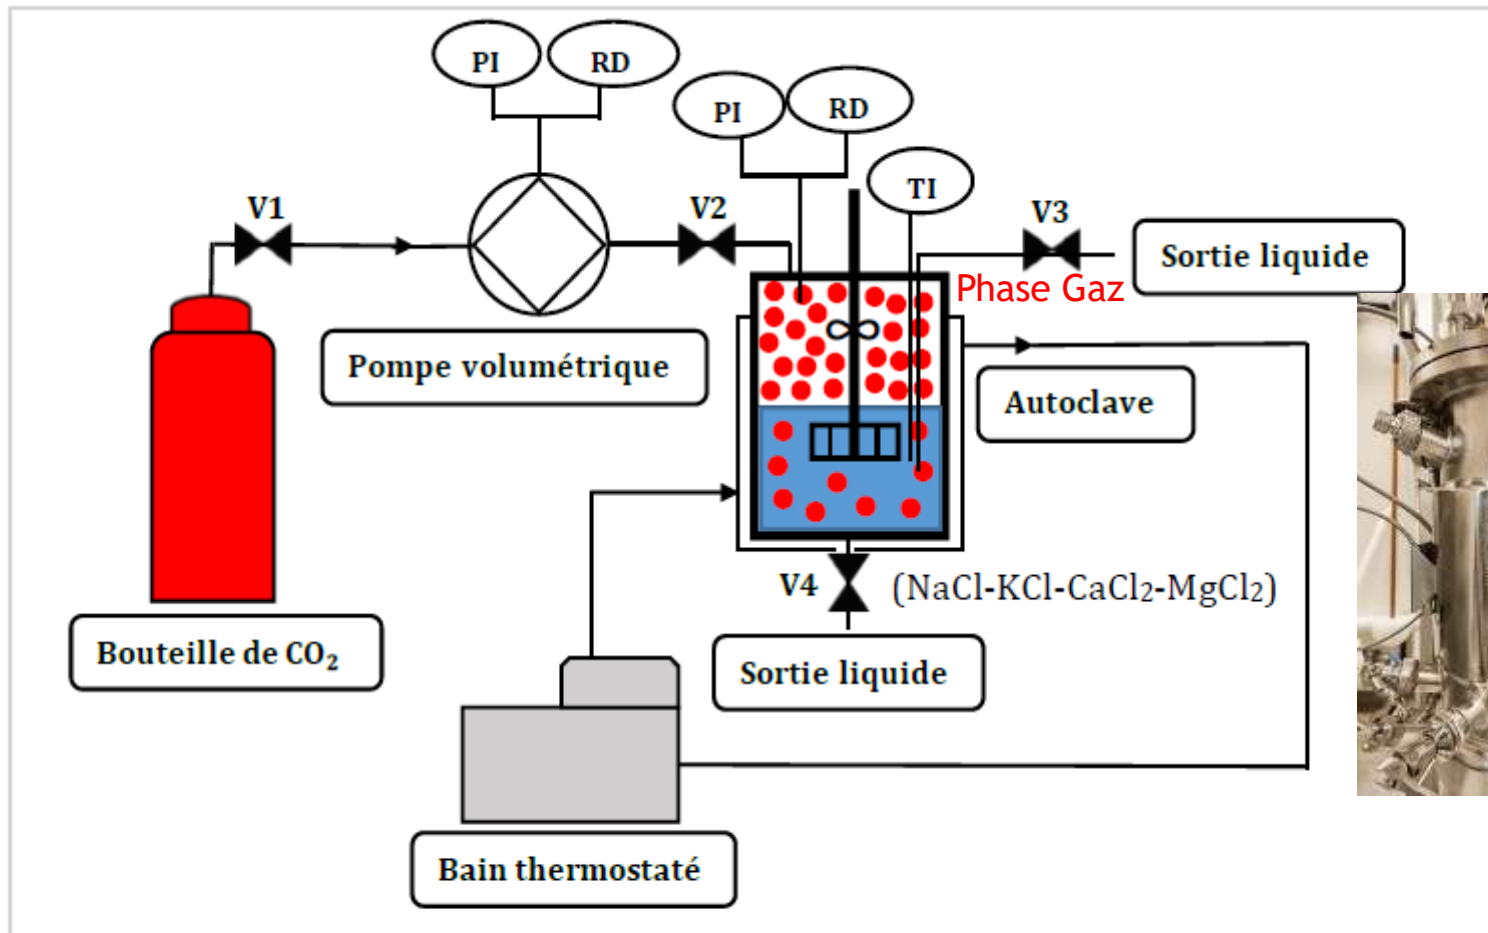 PI
RD
PI
RD
TI
V1
V2
V3
Sortie liquide
Phase Gaz
Pompe volumétrique
Autoclave
V4
(NaCl-KCl-CaCl₂-MgCl₂)
Bouteille de CO₂
Sortie liquide
Bain thermostaté